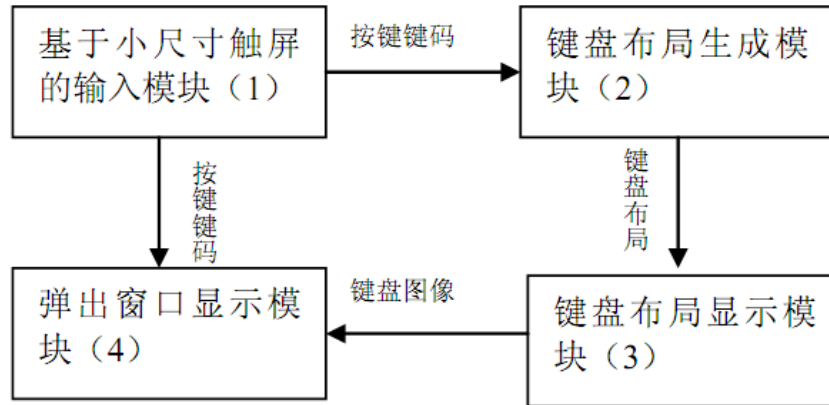 基于小尺寸触屏
的输入模块（1）
按键键码
键盘布局生成模
块（2）
按键键码
键盘布局
弹出窗口显示模
块（4）
键盘图像
键盘布局显示模
块（3）